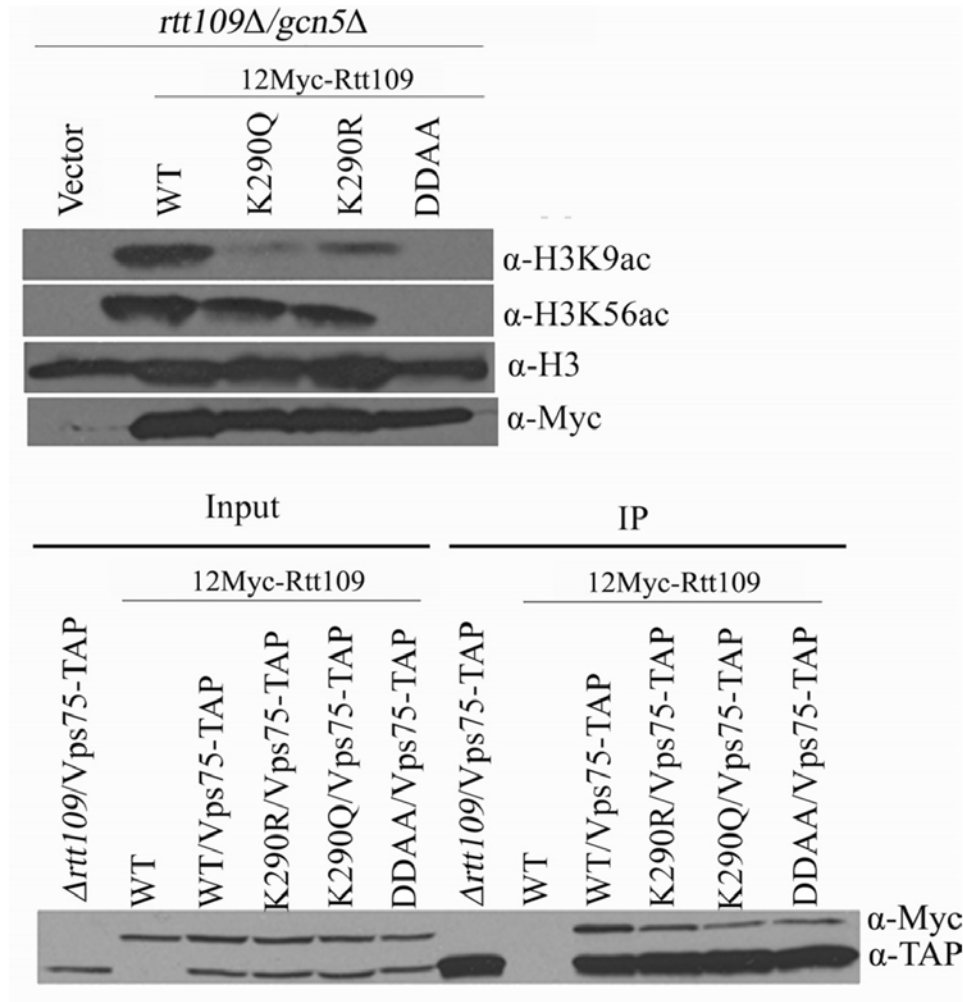 rtt109Δ/gcn5Δ
12Myc-Rtt109
Vector
WT
K290Q
K290R
DDAA
α-H3K9ac
α-H3K56ac
α-H3
α-Myc
Input
IP
12Myc-Rtt109
12Myc-Rtt109
Δrtt109/Vps75-TAP
WT
WT/Vps75-TAP
K290R/Vps75-TAP
K290Q/Vps75-TAP
DDAA/Vps75-TAP
Δrtt109/Vps75-TAP
WT
WT/Vps75-TAP
K290R/Vps75-TAP
K290Q/Vps75-TAP
DDAA/Vps75-TAP
α-Myc
α-TAP